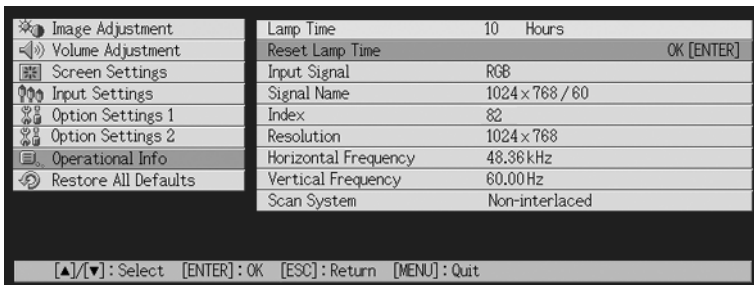 Image Adjustment
Volume Adjustment
Screen Settings
Input Settings
Option Settings 1
Option Settings 2
Operational Info
Restore All Defaults
Lamp Time 10 Hours
Reset Lamp Time OK [ENTER]
Input Signal RGB
Signal Name 1024×768/60
Index 82
Resolution 1024×768
Horizontal Frequency 48.36kHz
Vertical Frequency 60.00Hz
Scan System Non-interlaced
[▲]/[▼]:Select [ENTER]:OK [ESC]:Return [MENU]:Quit